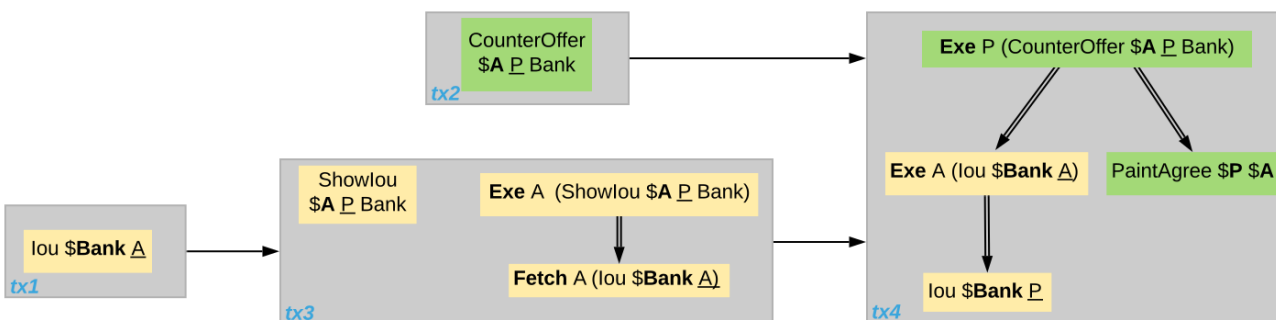 CounterOffer
$A P Bank
tx2
Exe P (CounterOffer $A P Bank)
Exe A (Iou $Bank A)
PaintAgree $P $A
Iou $Bank P
tx4
ShowIou
$A P Bank
Exe A (ShowIou $A P Bank)
Fetch A (Iou $Bank A)
tx3
Iou $Bank A
tx1